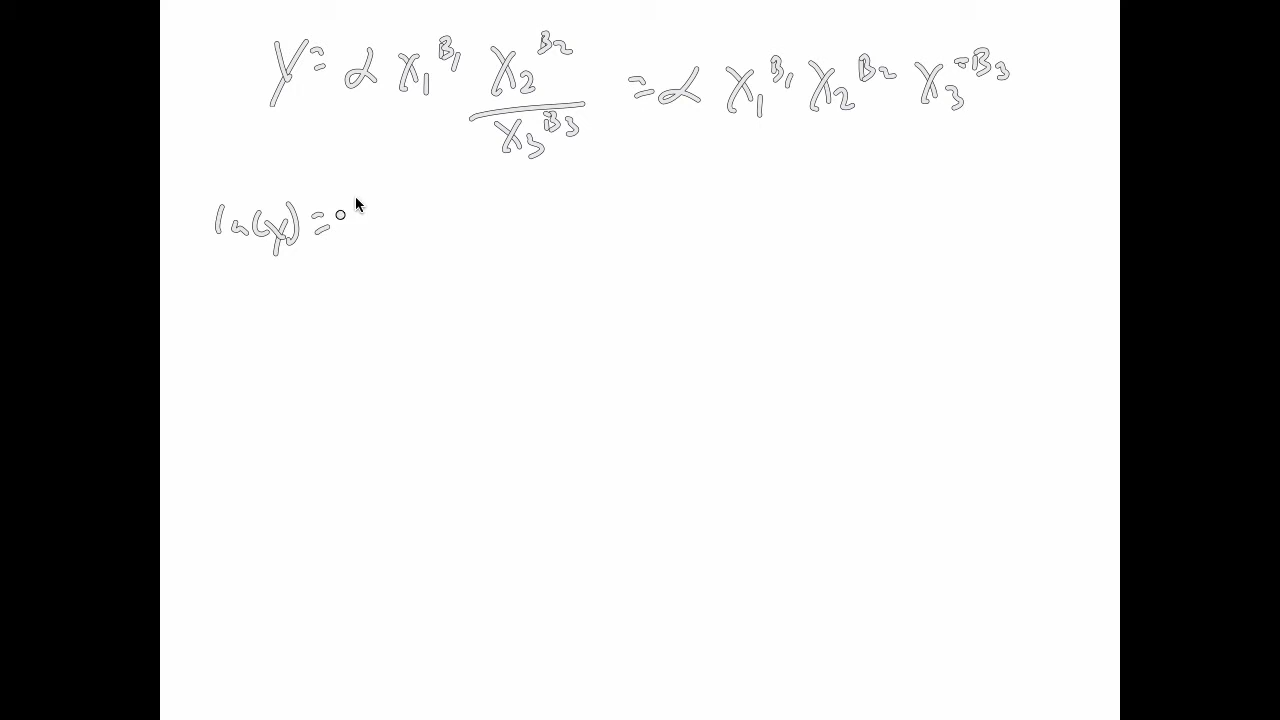 Y = α X₁^B₁ X₂^B₂ / X₃^B₃ = α X₁^B₁ X₂^B₂ X₃^-B₃
ln(Y) =